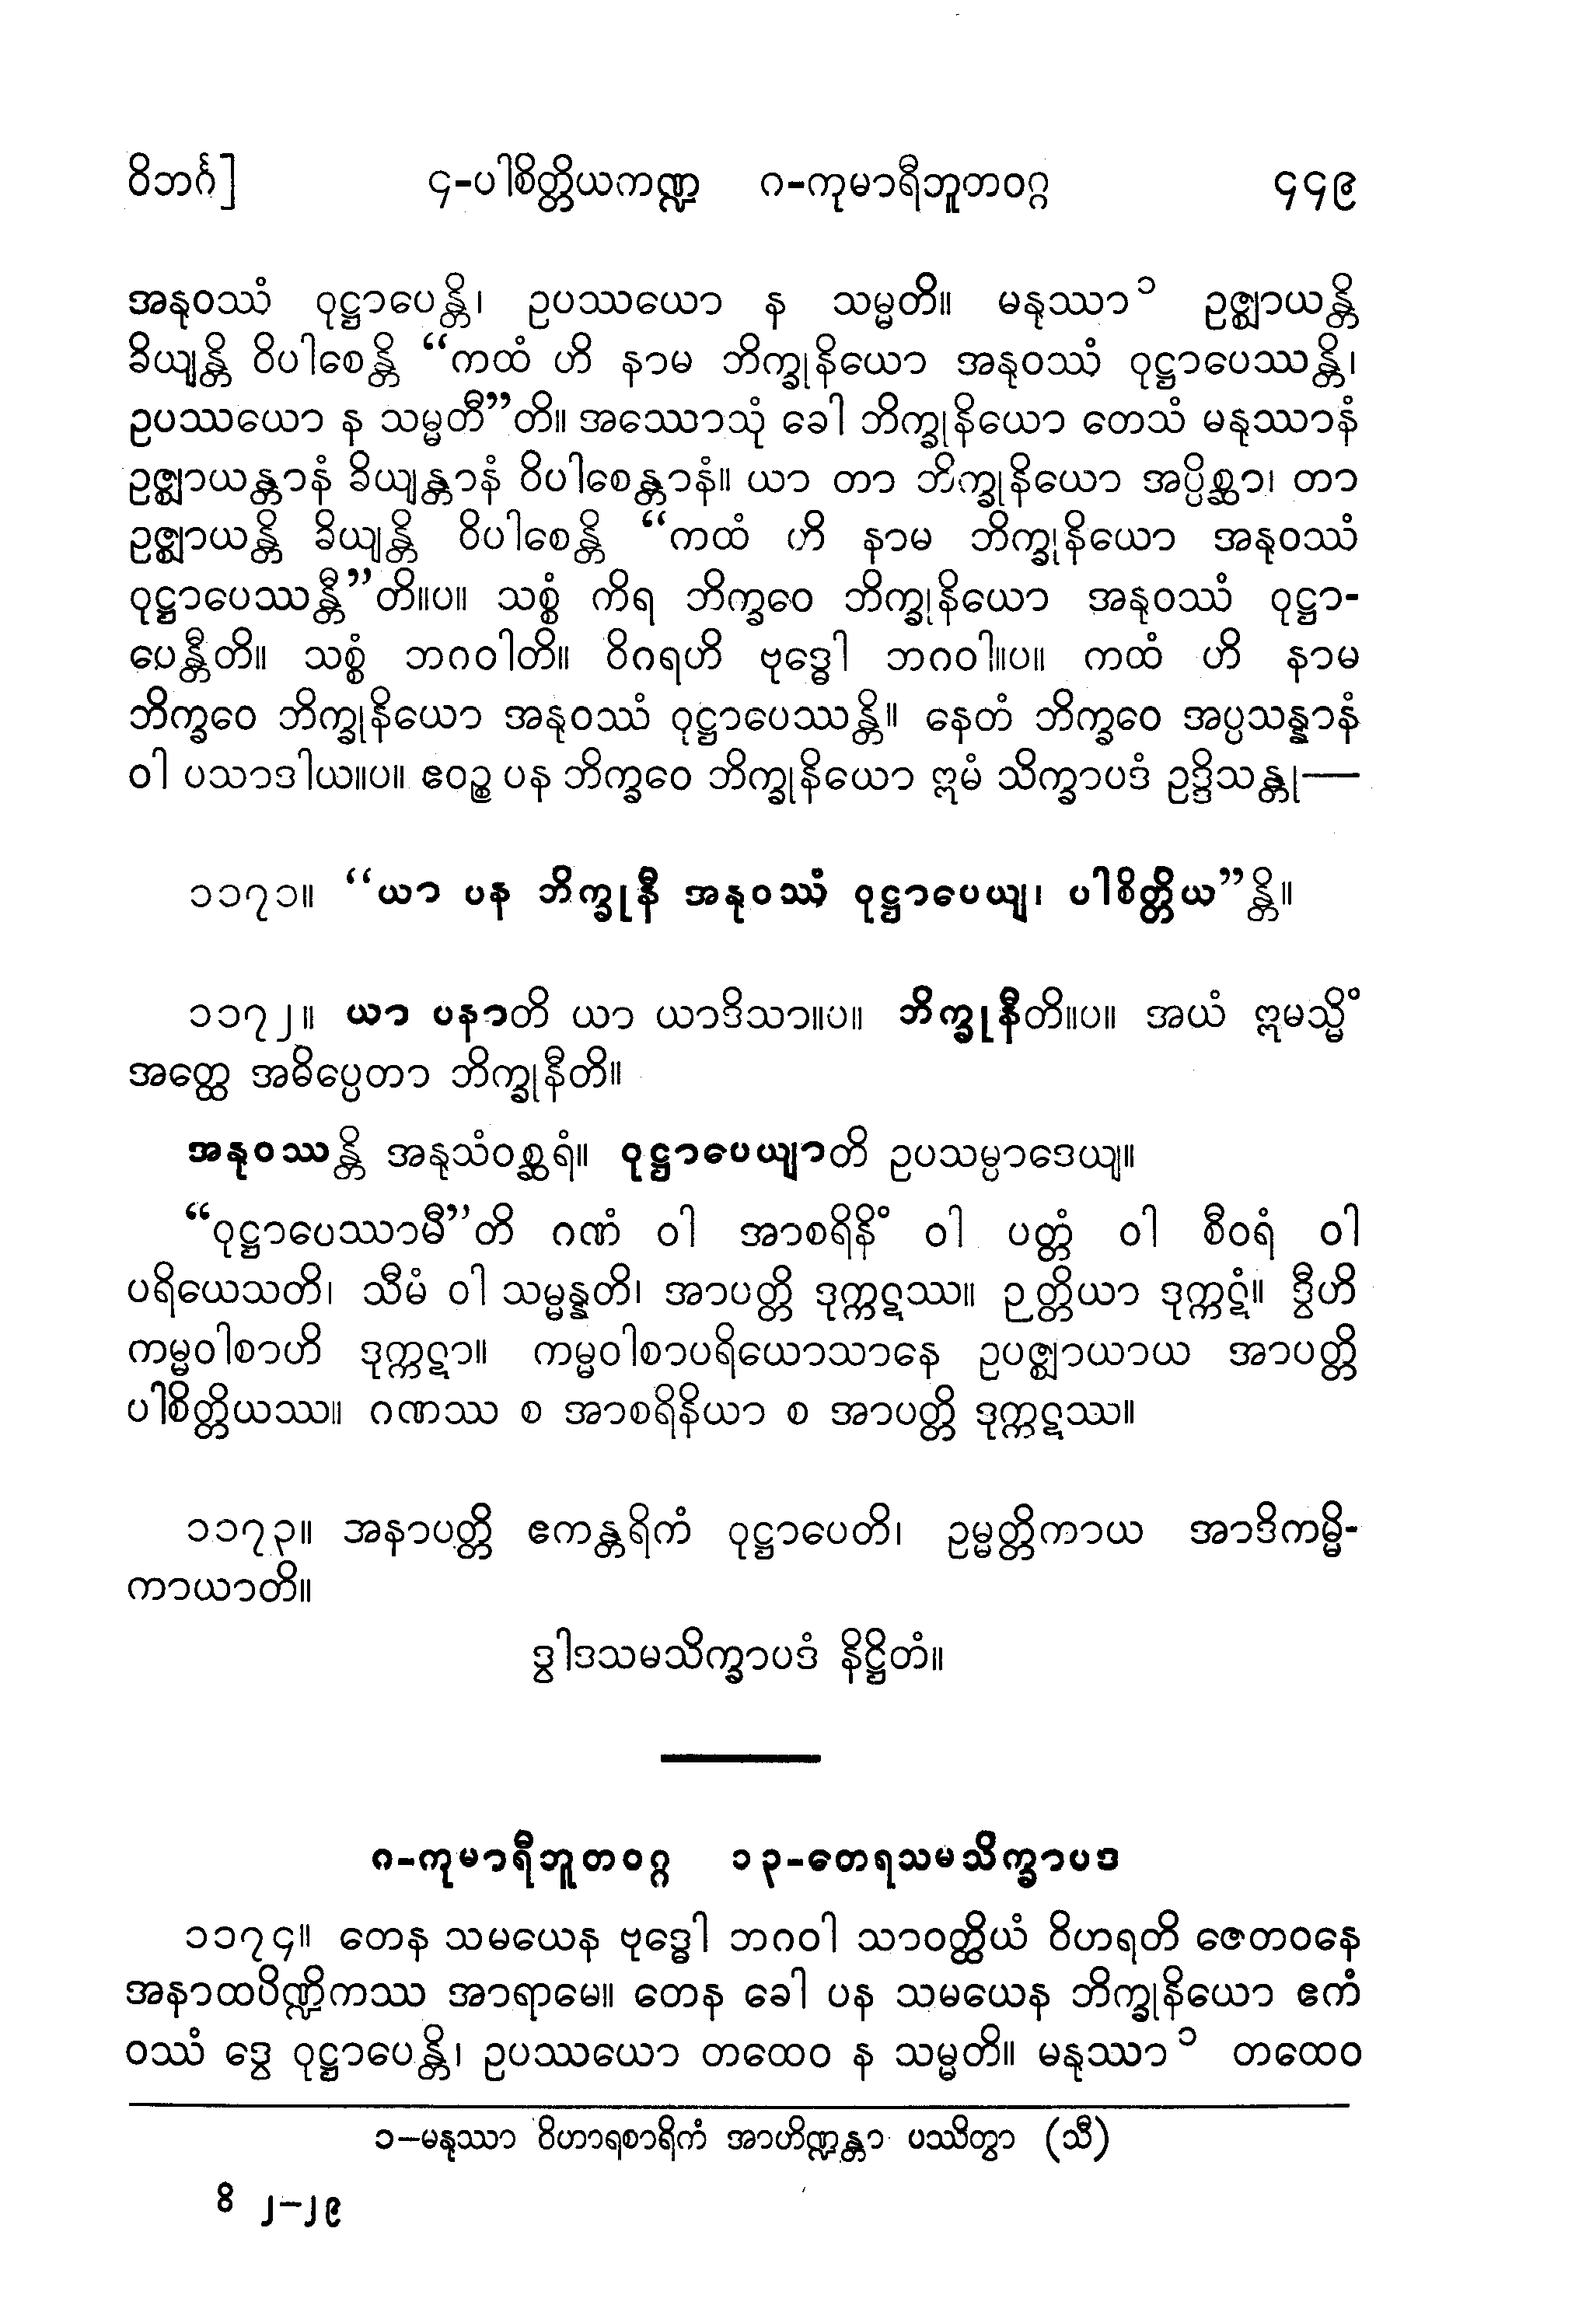 ဝိဘင်္ဂ] ၄-ပါစိတ္တိယကဏ္ဍ ဂ-ကုမာရီဘူတဝဂ္ဂ ၄၄၉
အနုဝဿံ ဝုဋ္ဌာပေန္တိ၊ ဥပဿယော န သမ္မတိ။ မနုဿာ ၁ ဥဇ္ဈာယန္တိ
ခိယျန္တိ ဝိပါစေန္တိ “ကထံ ဟိ နာမ ဘိက္ခုနိယော အနုဝဿံ ဝုဋ္ဌာပေဿန္တိ၊
ဥပဿယော န သမ္မတီ”တိ။ အဿောသုံ ခေါ ဘိက္ခုနိယော တေသံ မနုဿာနံ
ဥဇ္ဈာယန္တာနံ ခိယျန္တာနံ ဝိပါစေန္တာနံ။ ယာ တာ ဘိက္ခုနိယော အပ္ပိစ္ဆာ၊ တာ
ဥဇ္ဈာယန္တိ ခိယျန္တိ ဝိပါစေန္တိ “ကထံ ဟိ နာမ ဘိက္ခုနိယော အနုဝဿံ
ဝုဋ္ဌာပေဿန္တီ”တိ။ပ။ သစ္စံ ကိရ ဘိက္ခဝေ ဘိက္ခုနိယော အနုဝဿံ ဝုဋ္ဌာ-
ပေန္တီတိ။ သစ္စံ ဘဂဝါတိ။ ဝိဂရဟိ ဗုဒ္ဓေါ ဘဂဝါ။ပ။ ကထံ ဟိ နာမ
ဘိက္ခဝေ ဘိက္ခုနိယော အနုဝဿံ ဝုဋ္ဌာပေဿန္တိ။ နေတံ ဘိက္ခဝေ အပ္ပသန္နာနံ
ဝါ ပသာဒါယ။ပ။ ဧဝဉ္စ ပန ဘိက္ခဝေ ဘိက္ခုနိယော ဣမံ သိက္ခာပဒံ ဥဒ္ဒိသန္တု—
၁၁၇၁။ “ယာ ပန ဘိက္ခုနီ အနုဝဿံ ဝုဋ္ဌာပေယျ၊ ပါစိတ္တိယ”န္တိ။
၁၁၇၂။ ယာ ပနာတိ ယာ ယာဒိသာ။ပ။ ဘိက္ခုနီတိ။ပ။ အယံ ဣမသ္မိံ
အတ္ထေ အဓိပ္ပေတာ ဘိက္ခုနီတိ။
အနုဝဿန္တိ အနုသံဝစ္ဆရံ။ ဝုဋ္ဌာပေယျာတိ ဥပသမ္ပာဒေယျ။
“ဝုဋ္ဌာပေဿာမီ”တိ ဂဏံ ဝါ အာစရိနိံ ဝါ ပတ္တံ ဝါ စီဝရံ ဝါ
ပရိယေသတိ၊ သီမံ ဝါ သမ္မန္နတိ၊ အာပတ္တိ ဒုက္ကဋဿ။ ဉတ္တိယာ ဒုက္ကဋံ။ ဒွီဟိ
ကမ္မဝါစာဟိ ဒုက္ကဋာ။ ကမ္မဝါစာပရိယောသာနေ ဥပဇ္ဈာယာယ အာပတ္တိ
ပါစိတ္တိယဿ။ ဂဏဿ စ အာစရိနိယာ စ အာပတ္တိ ဒုက္ကဋဿ။
၁၁၇၃။ အနာပတ္တိ ဧကန္တရိကံ ဝုဋ္ဌာပေတိ၊ ဥမ္မတ္တိကာယ အာဒိကမ္မိ-
ကာယာတိ။
ဒွါဒသမသိက္ခာပဒံ နိဋ္ဌိတံ။
ဂ-ကုမာရီဘူတဝဂ္ဂ ၁၃-တေရသမသိက္ခာပဒ
၁၁၇၄။ တေန သမယေန ဗုဒ္ဓေါ ဘဂဝါ သာဝတ္ထိယံ ဝိဟရတိ ဇေတဝနေ
အနာထပိဏ္ဍိကဿ အာရာမေ။ တေန ခေါ ပန သမယေန ဘိက္ခုနိယော ဧကံ
ဝဿံ ဒွေ ဝုဋ္ဌာပေန္တိ၊ ဥပဿယော တထေဝ န သမ္မတိ။ မနုဿာ ၁ တထေဝ
၁—မနုဿာ ဝိဟာရစာရိကံ အာဟိဏ္ဍန္တာ ပဿိတွာ (သီ)
ဝိ ၂—၂၉